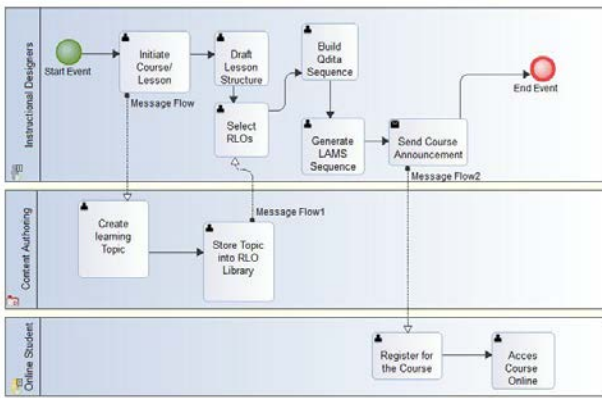 Instructional Designers
Start Event
Initiate
Course/
Lesson
Draft
Lesson
Structure
Build
Qdita
Sequence
End Event
Message Flow
Select
RLOs
Generate
LAMS
Sequence
Send Course
Announcement
Message Flow2
Content Authoring
Create
learning
Topic
Message Flow1
Store Topic
into RLO
Library
Online Student
Register for
the Course
Acces
Course
Online